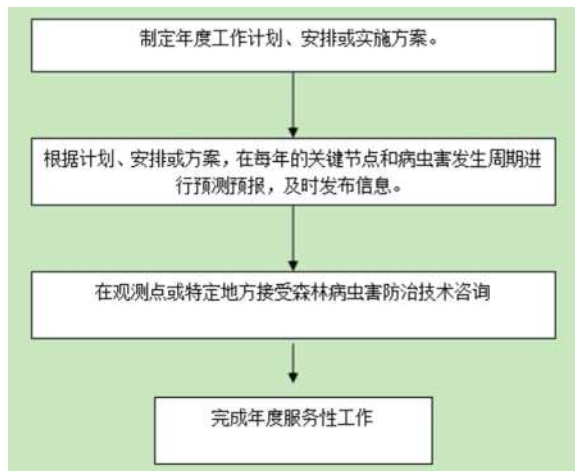 制定年度工作计划、安排或实施方案。
根据计划、安排或方案，在每年的关键节点和病虫害发生周期进
行预测预报，及时发布信息。
在观测点或特定地方接受森林病虫害防治技术咨询
完成年度服务性工作